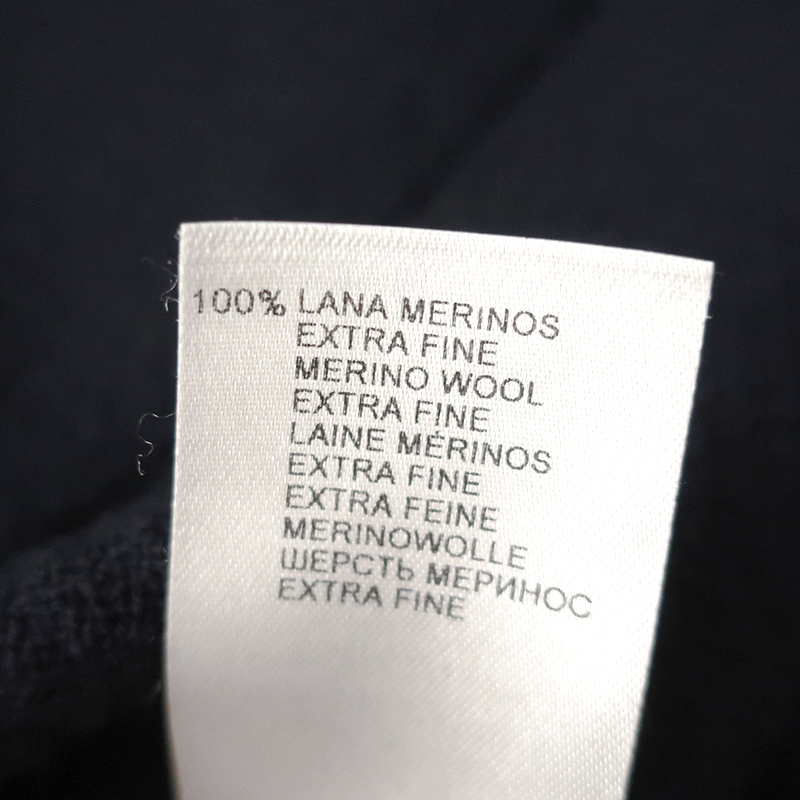 100% LANA MERINOS
EXTRA FINE
MERINO WOOL
EXTRA FINE
LAINE MÉRINOS
EXTRA FINE
EXTRA FEINE
MERINOWOLLE
ШЕРСТЬ МЕРИНОС
EXTRA FINE